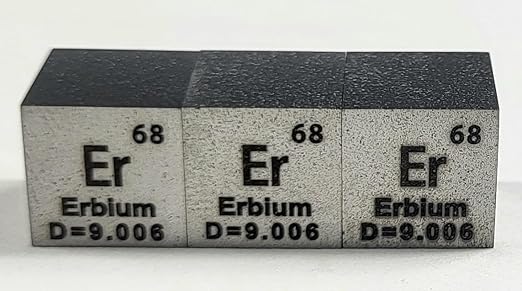 68 68 68
Er Er Er
Erbium Erbium Erbium
D=9.006 D=9.006 D=9.006